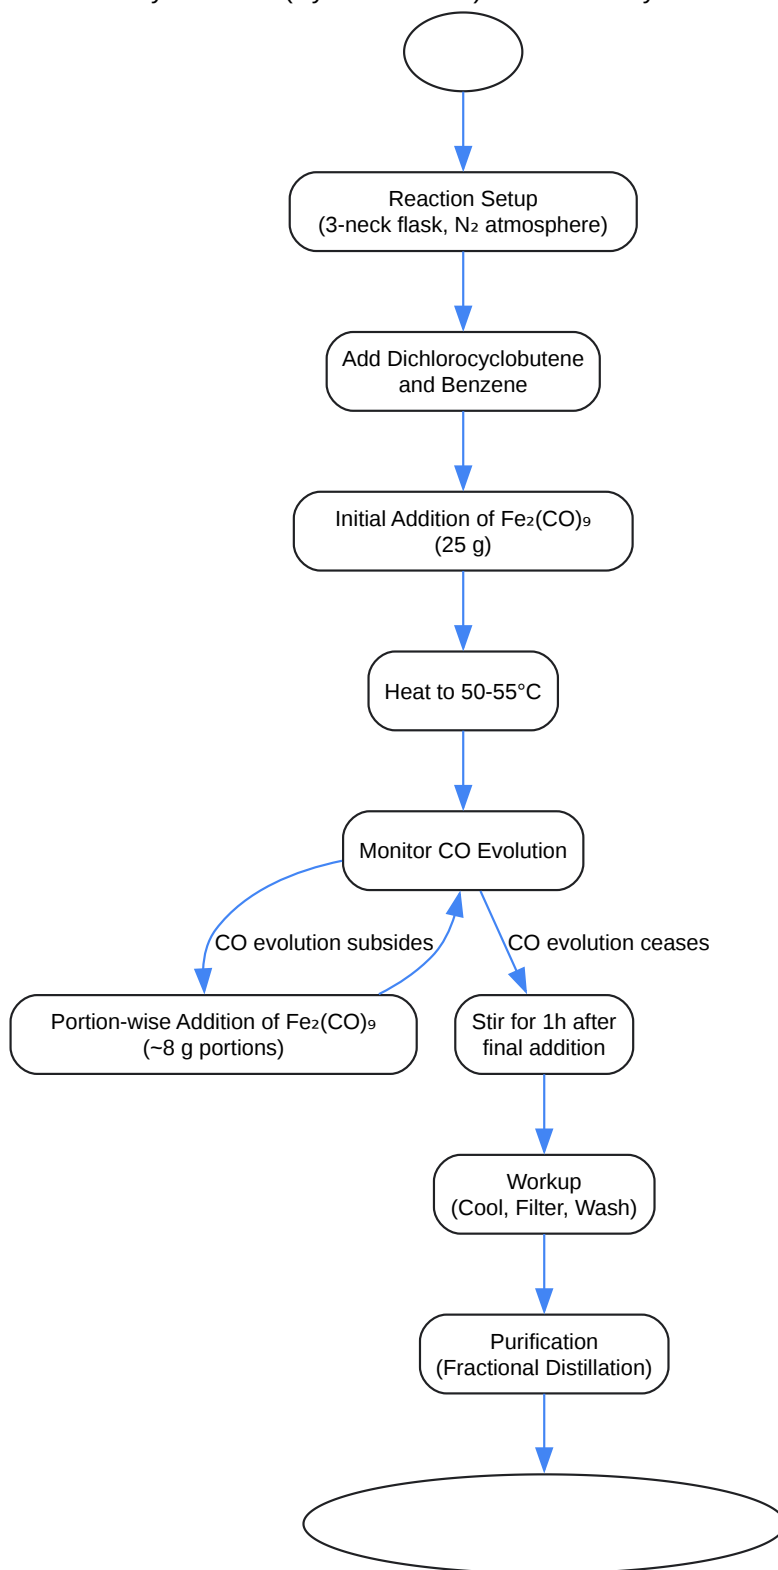 Reaction Setup
(3-neck flask, N₂ atmosphere)
Add Dichlorocyclobutene
and Benzene
Initial Addition of Fe₂(CO)₉
(25 g)
Heat to 50-55°C
Monitor CO Evolution
CO evolution subsides
CO evolution ceases
Portion-wise Addition of Fe₂(CO)₉
(~8 g portions)
Stir for 1h after
final addition
Workup
(Cool, Filter, Wash)
Purification
(Fractional Distillation)